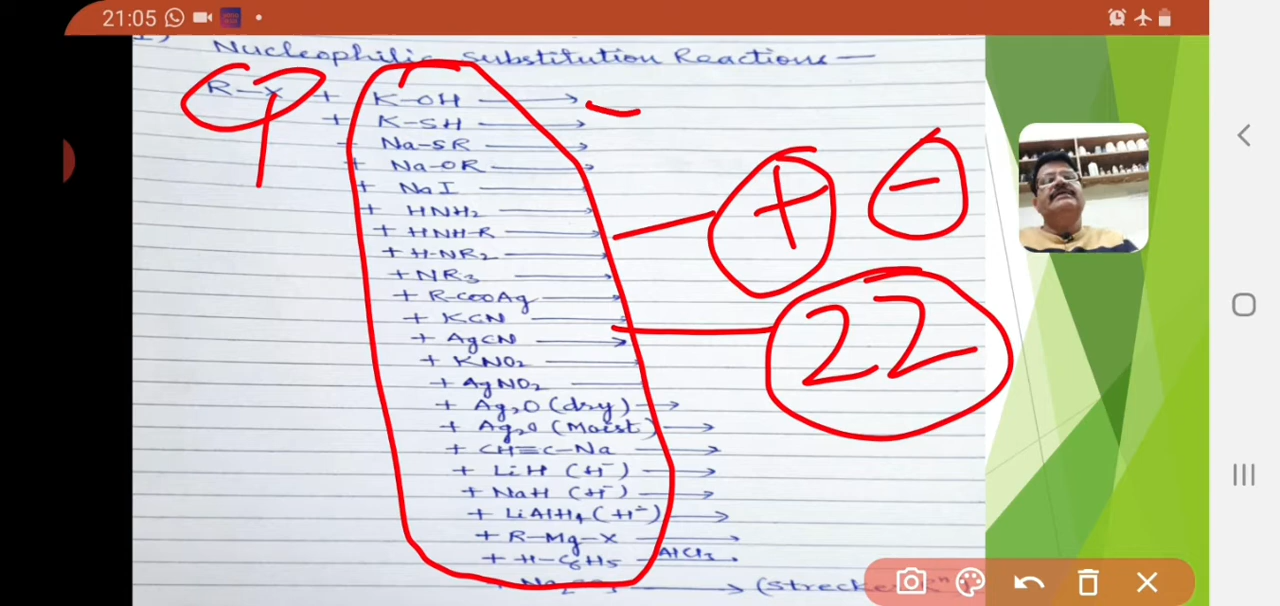 21:05
Nucleophilic substitution Reactions —
R-X + K-OH →
+ K-SH →
+ Na-SR →
+ Na-OR →
+ NaI →
+ HNH₂ →
+ HNH-R →
+ H-NR₂ →
+ NR₃ →
+ R-COOAg →
+ KCN →
+ AgCN →
+ KNO₂ →
+ AgNO₂ →
+ Ag₂O (dry) →
+ Ag₂O (Moist) →
+ CH≡C-Na →
+ LiH (H⁻) →
+ NaH (H⁻) →
+ LiAlH₄ (H⁻) →
+ R-Mg-X →
+ H-C₆H₅ AlCl₃ →
→ (strecker
+ −
22